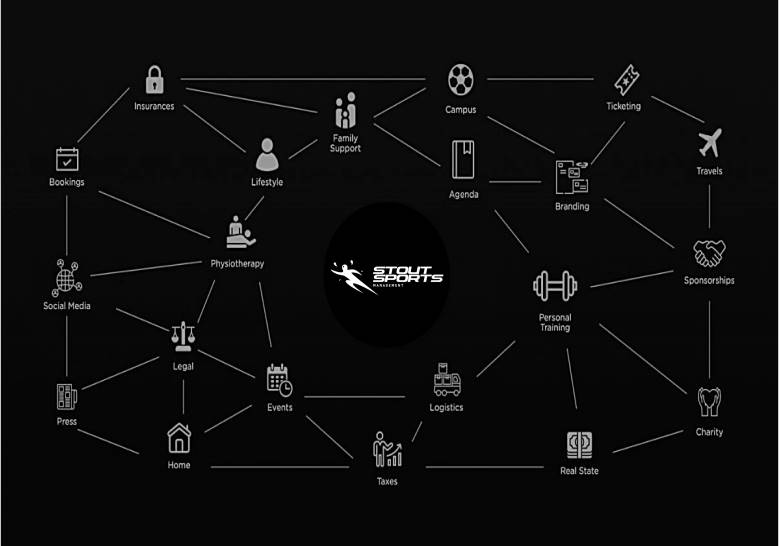 Insurances
Campus
Ticketing
Family
Support
Bookings
Lifestyle
Agenda
Branding
Travels
Physiotherapy
STOUT
SPORTS
MANAGEMENT
Social Media
Personal
Training
Sponsorships
Legal
Press
Events
Logistics
Charity
Home
Taxes
Real State